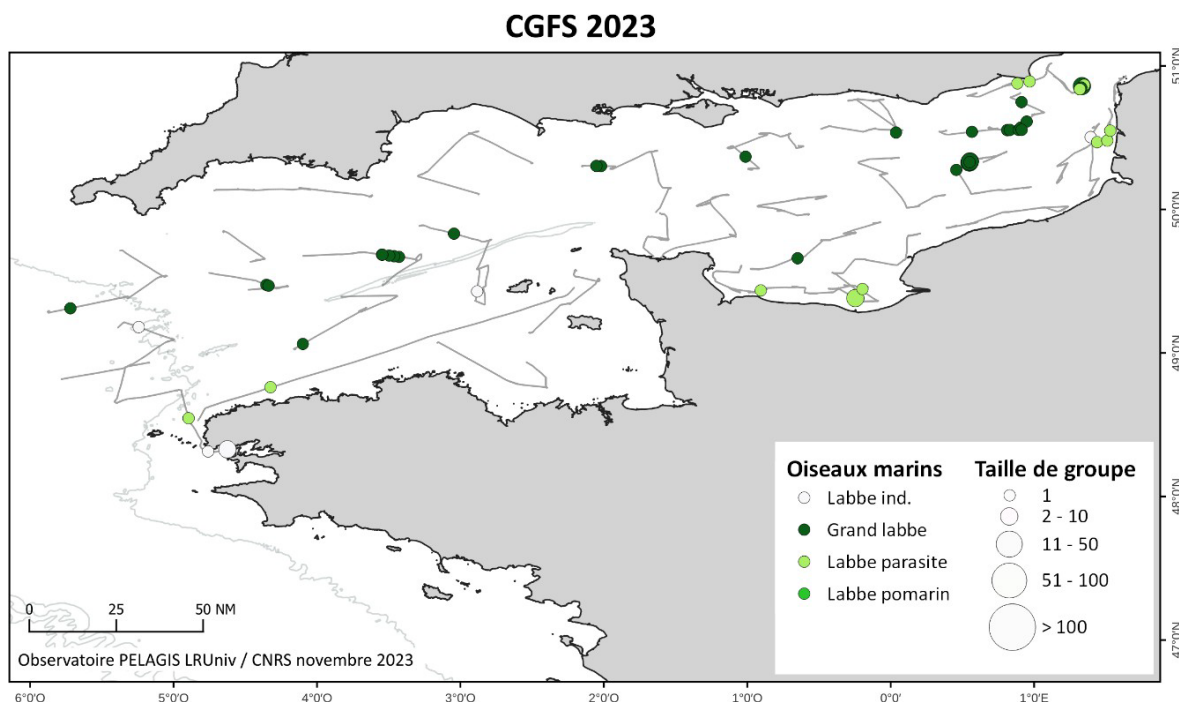 CGFS 2023
51°0'N
50°0'N
49°0'N
48°0'N
47°0'N
Oiseaux marins
Labbe ind.
Grand labbe
Labbe parasite
Labbe pomarin
Taille de groupe
1
2 - 10
11 - 50
51 - 100
> 100
0 25 50 NM
Observatoire PELAGIS LRUniv / CNRS novembre 2023
6°0'O 5°0'O 4°0'O 3°0'O 2°0'O 1°0'O 0°0' 1°0'E